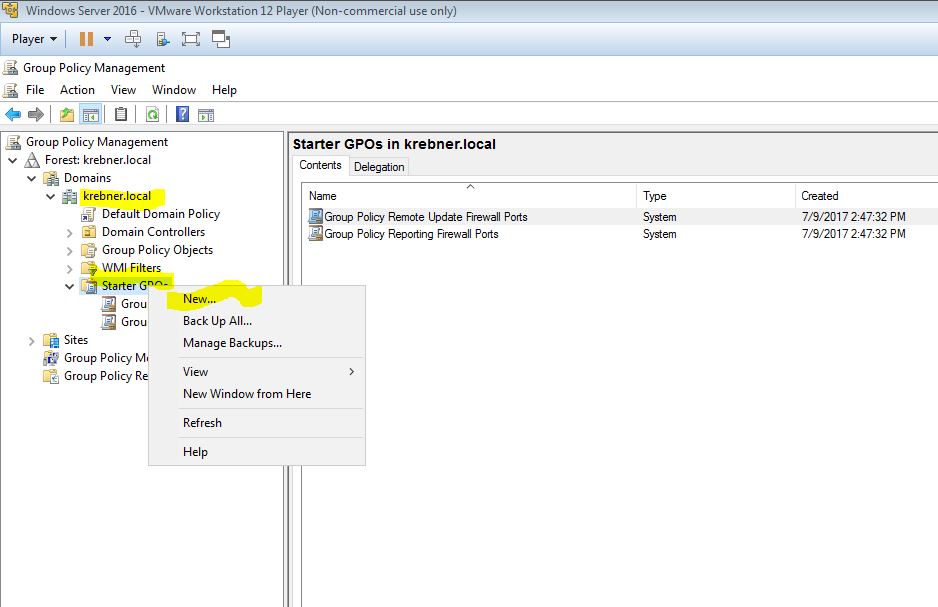 Windows Server 2016 - VMware Workstation 12 Player (Non-commercial use only)
Player
Group Policy Management
File Action View Window Help
Group Policy Management
Forest: krebner.local
Domains
krebner.local
Default Domain Policy
Domain Controllers
Group Policy Objects
WMI Filters
Starter GPOs
Grou
Grou
Sites
Group Policy Mo
Group Policy Re
New...
Back Up All...
Manage Backups...
View
New Window from Here
Refresh
Help
Starter GPOs in krebner.local
Contents Delegation
Name Type Created
Group Policy Remote Update Firewall Ports System 7/9/2017 2:47:32 PM
Group Policy Reporting Firewall Ports System 7/9/2017 2:47:32 PM